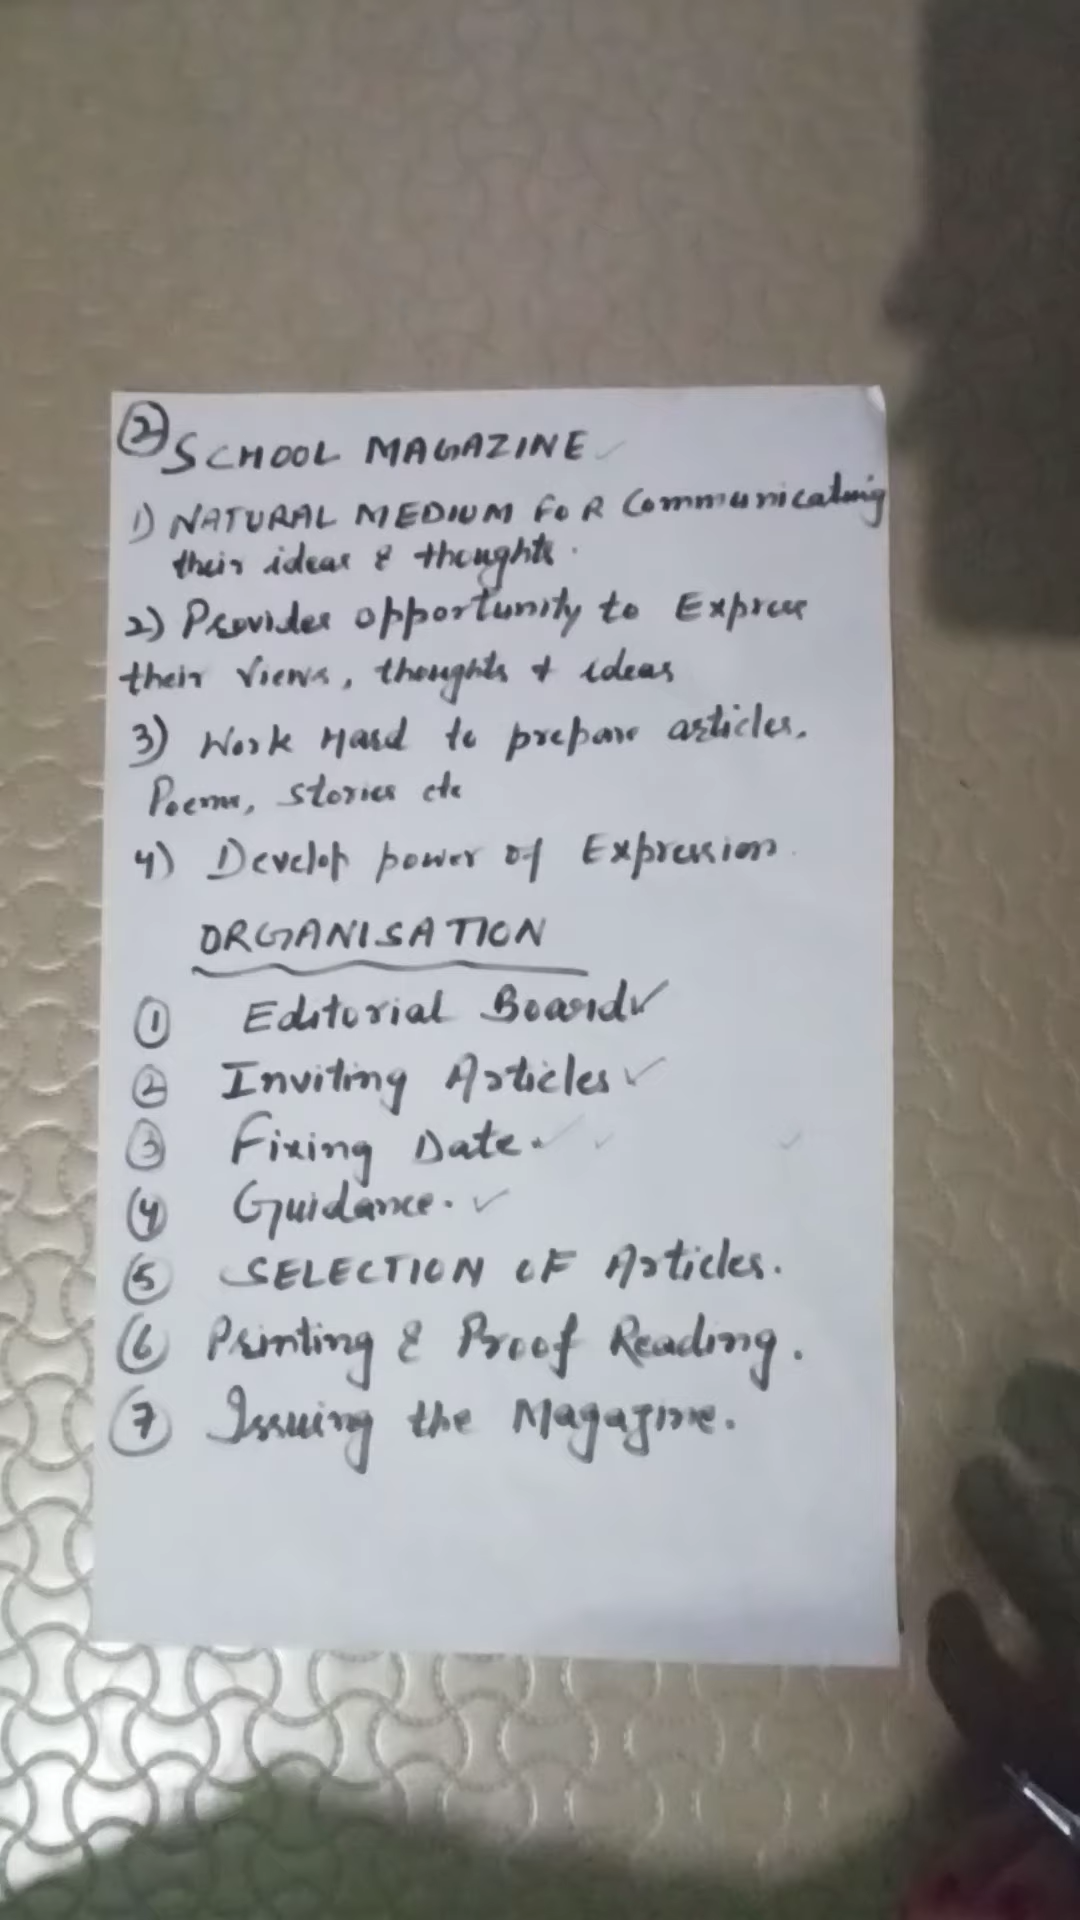 ② SCHOOL MAGAZINE ✓
1) NATURAL MEDIUM FOR Communicating
their ideas & thoughts.
2) Provides opportunity to Express
their Views, thoughts & ideas
3) Work Hard to prepare articles,
Poems, stories etc
4) Develop power of Expression.
ORGANISATION
① Editorial Board ✓
② Inviting Articles ✓
③ Fixing Date. ✓
④ Guidance. ✓
⑤ SELECTION OF Articles.
⑥ Printing & Proof Reading.
⑦ Issuing the Magazine.